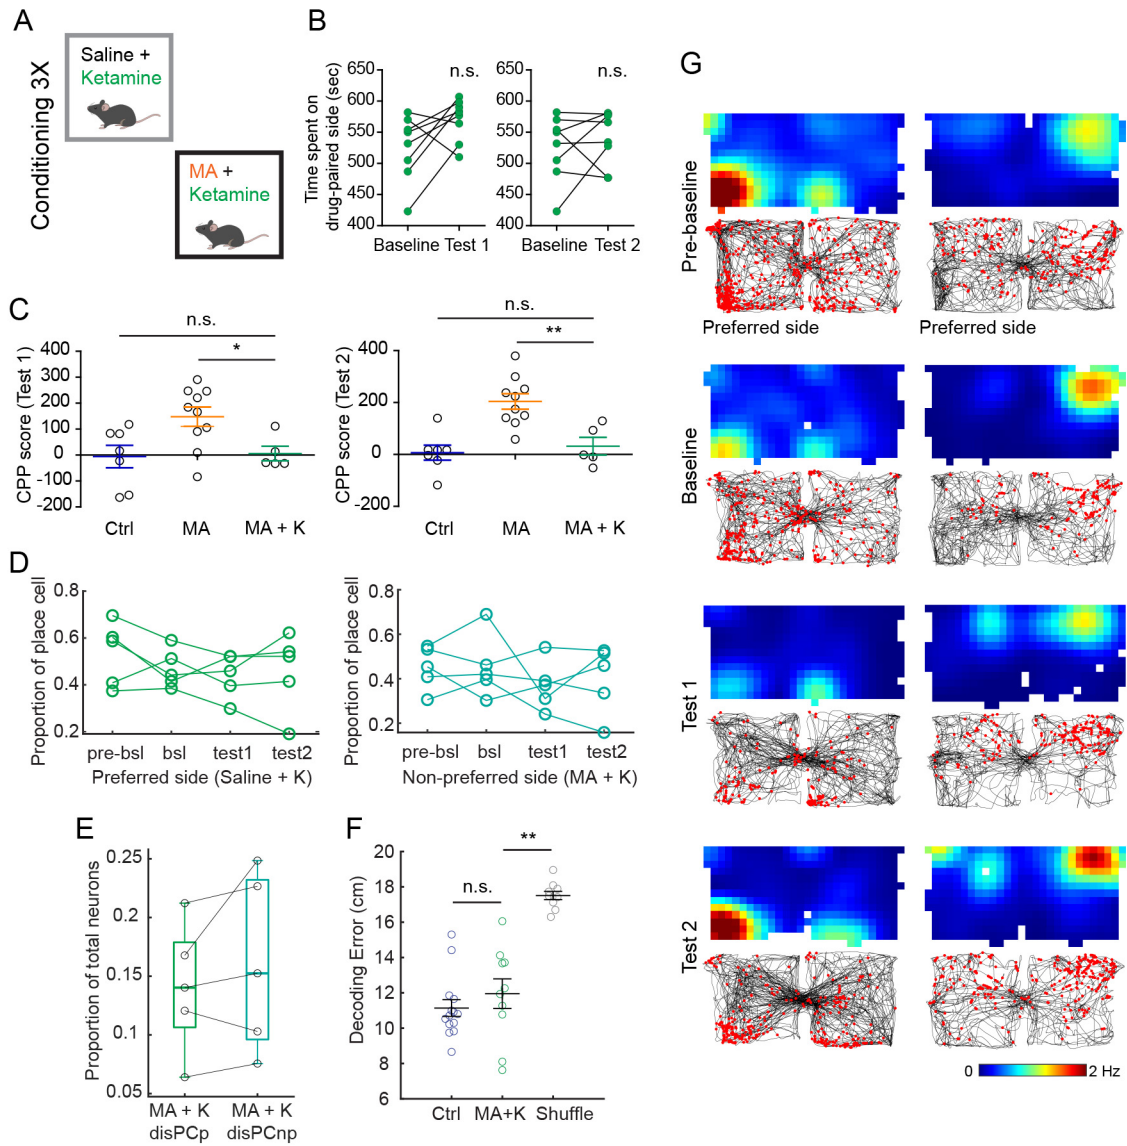 A
Conditioning 3X
Saline +
Ketamine
MA +
Ketamine
B
Time spent on
drug-paired side (sec)
650
600
550
500
450
400
n.s.
Baseline Test 1
650
600
550
500
450
400
n.s.
Baseline Test 2
C
CPP score (Test 1)
400
300
200
100
0
-100
-200
n.s.
*
Ctrl MA MA + K
CPP score (Test 2)
400
200
0
-200
n.s.
**
Ctrl MA MA + K
D
Proportion of place cell
0.8
0.6
0.4
0.2
pre-bsl bsl test1 test2
Preferred side (Saline + K)
Proportion of place cell
0.8
0.6
0.4
0.2
pre-bsl bsl test1 test2
Non-preferred side (MA + K)
E
Proportion of total neurons
0.25
0.2
0.15
0.1
0.05
MA + K MA + K
disPCp disPCnp
F
Decoding Error (cm)
20
18
16
14
12
10
8
6
4
n.s.
**
Ctrl MA+K Shuffle
G
Pre-baseline
Preferred side Preferred side
Baseline
Test 1
Test 2
0 2 Hz